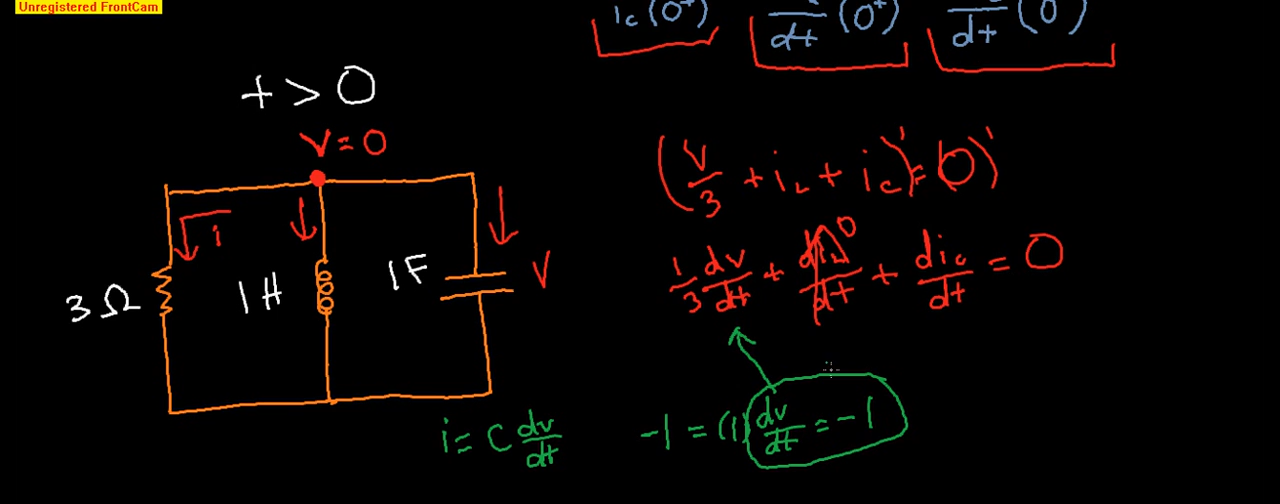 Unregistered FrontCam
ic (0+)
dt (0+)
dt (0)
t > 0
V = 0
(V/3 + iL + ic)' = (0)'
i
3Ω
1H
1F
V
1/3 dv/dt + diL/dt 0 + dic/dt = 0
i = C dv/dt
-1 = (1) dv/dt = -1